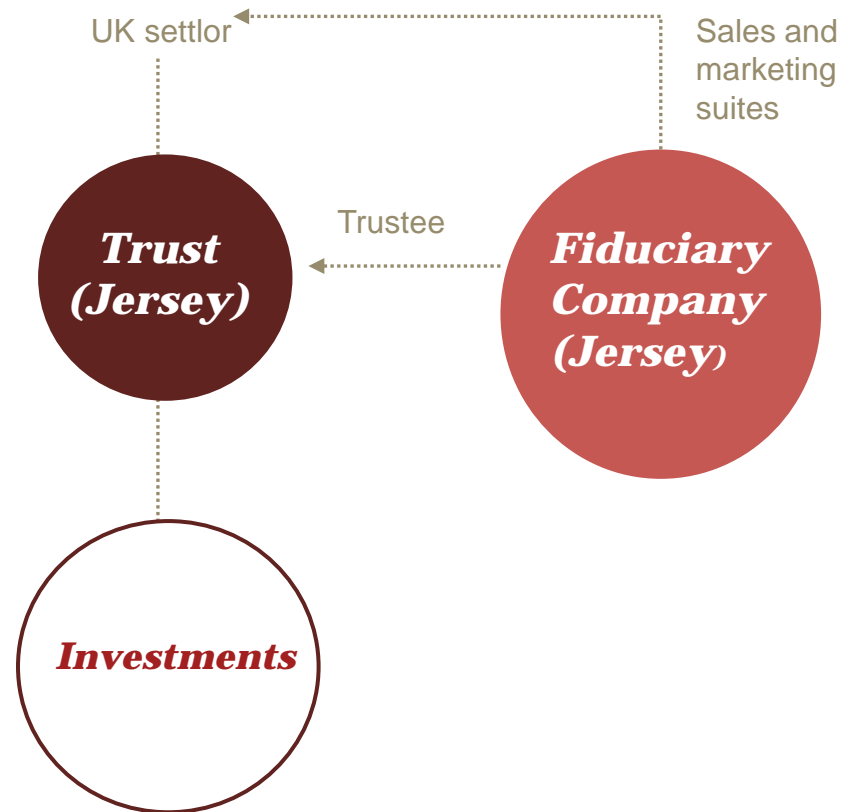 UK settlor
Sales and
marketing
suites
Trustee
Trust
(Jersey)
Fiduciary
Company
(Jersey)
Investments